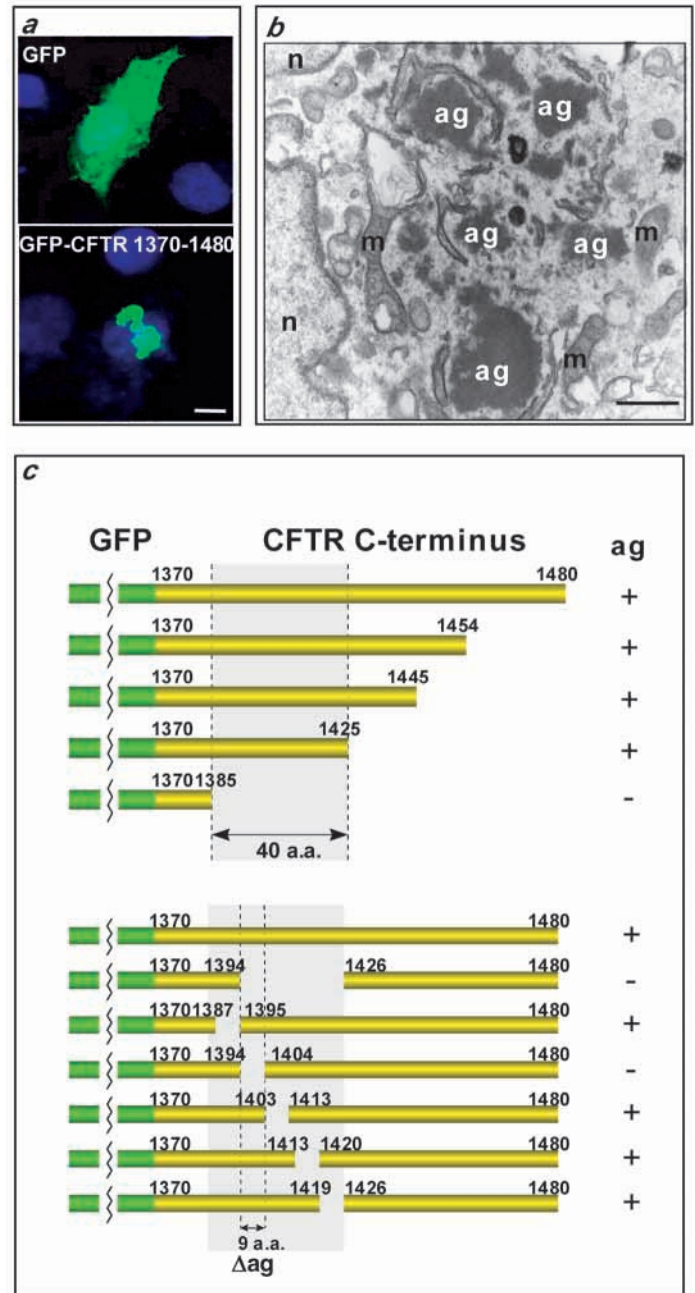 a
GFP
GFP-CFTR 1370-1480
b
n
ag
ag
m
ag
ag
m
n
ag
m
c
GFP CFTR C-terminus ag
1370 1480
+
1370 1454
+
1370 1445
+
1370 1425
+
1370 1385
-
40 a.a.
1370 1480
+
1370 1394 1426 1480
-
1370 1387 1395 1480
+
1370 1394 1404 1480
-
1370 1403 1413 1480
+
1370 1413 1420 1480
+
1370 1419 1426 1480
+
9 a.a.
Δag